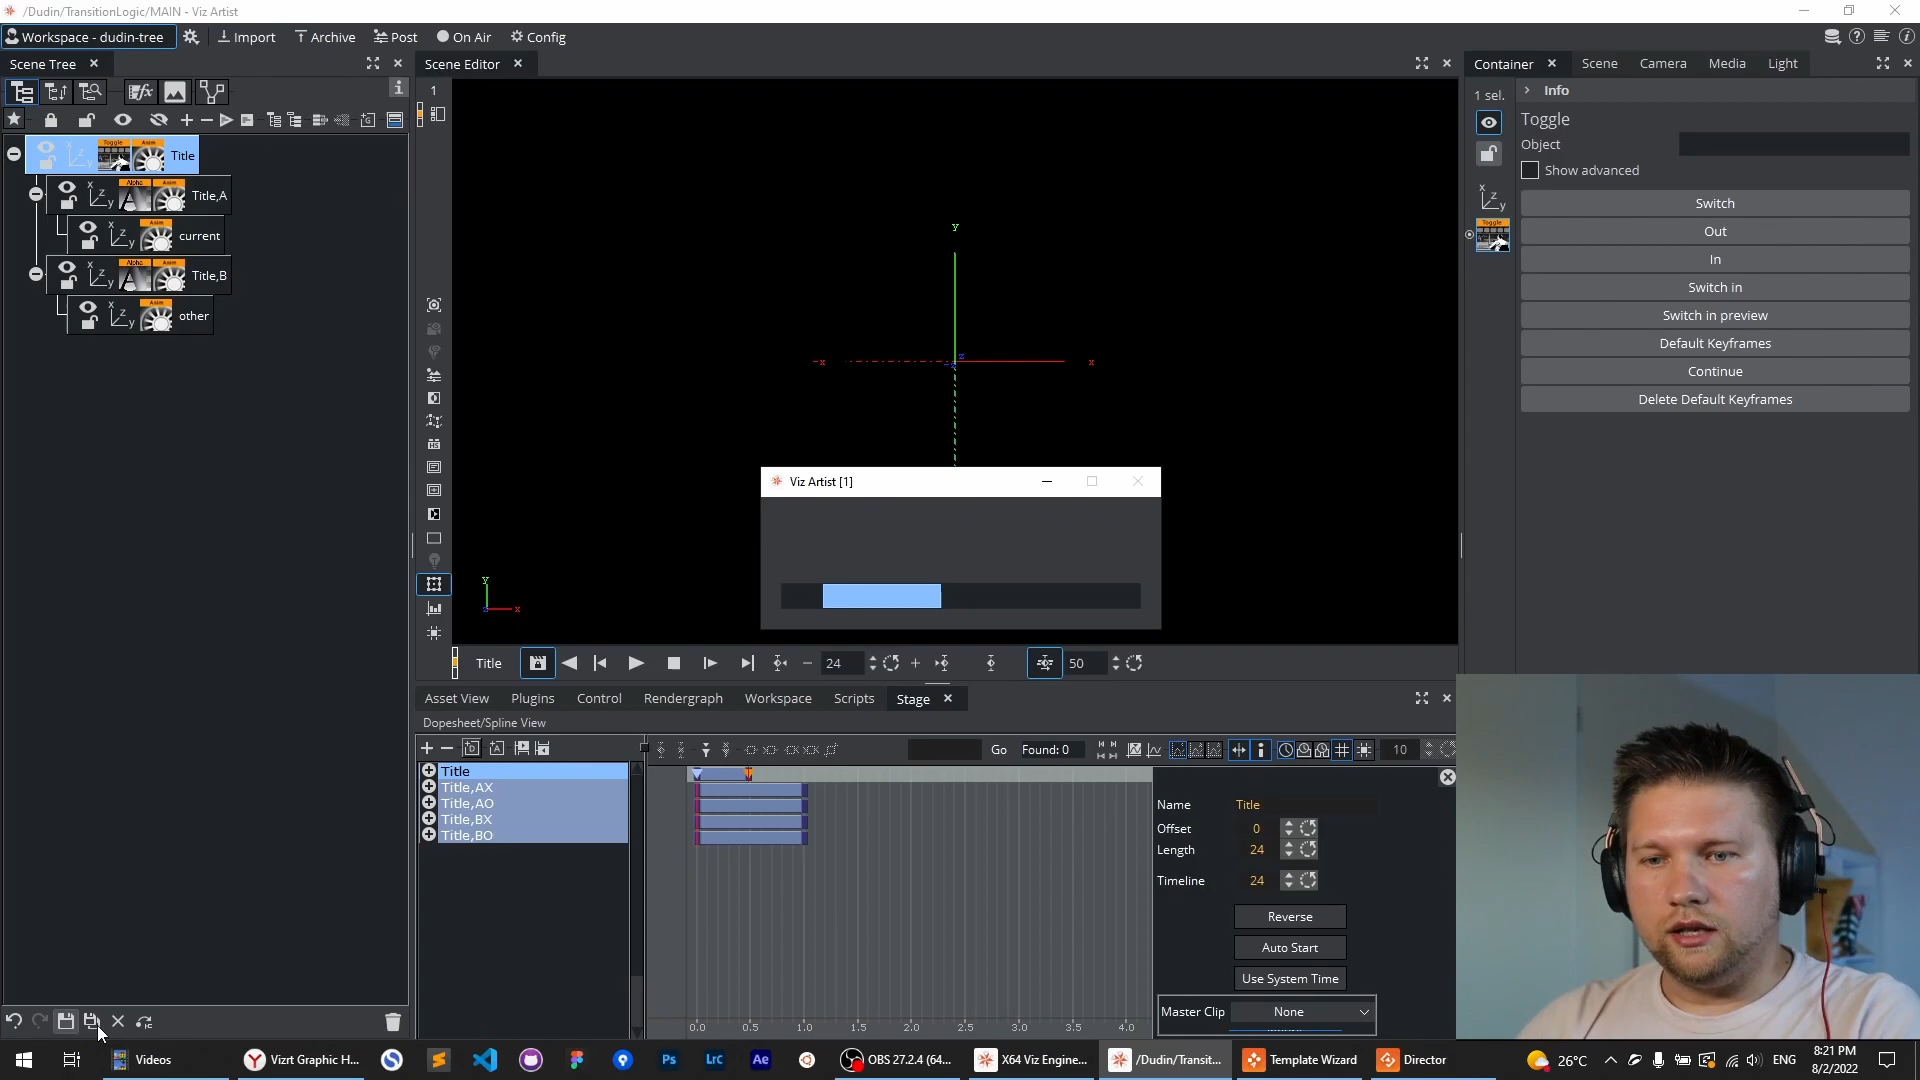 /Dudin/TransitionLogic/MAIN - Viz Artist
Workspace - dudin-tree
Import
Archive
Post
On Air
Config
Scene Tree
Scene Editor
Container
Scene
Camera
Media
Light
1
1 sel.
Info
Toggle
Object
Show advanced
Switch
Out
In
Switch in
Switch in preview
Default Keyframes
Continue
Delete Default Keyframes
Title
Title,A
current
Title,B
other
y
-x
z
x
Viz Artist [1]
y
x
Title
24
50
Asset View
Plugins
Control
Rendergraph
Workspace
Scripts
Stage
Dopesheet/Spline View
Go
Found: 0
10
Title
Title,AX
Title,AO
Title,BX
Title,BO
Name Title
Offset 0
Length 24
Timeline 24
Reverse
Auto Start
Use System Time
Master Clip None
0.0 0.5 1.0 1.5 2.0 2.5 3.0 3.5 4.0
Videos
Vizrt Graphic H...
Ps
Lrc
Ae
OBS 27.2.4 (64...
X64 Viz Engine...
/Dudin/Transit...
Template Wizard
Director
26°C
ENG
8:21 PM
8/2/2022